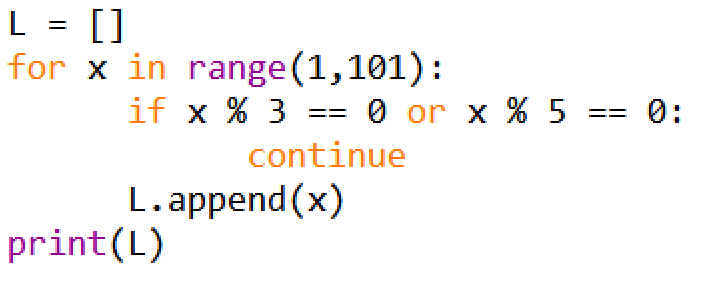 L = []
for x in range(1,101):
     if x % 3 == 0 or x % 5 == 0:
          continue
     L.append(x)
print(L)